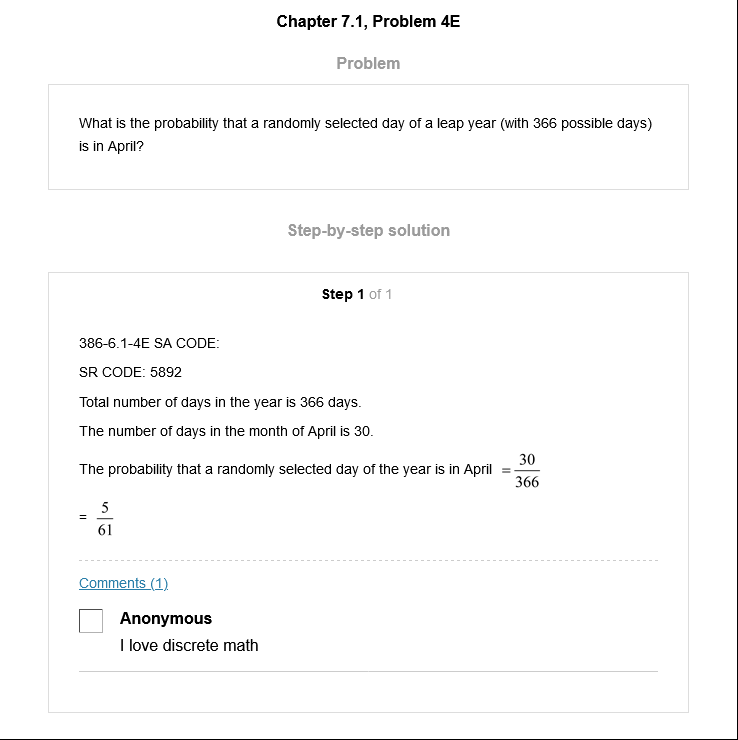 Chapter 7.1, Problem 4E
Problem
What is the probability that a randomly selected day of a leap year (with 366 possible days)
is in April?
Step-by-step solution
Step 1 of 1
386-6.1-4E SA CODE:
SR CODE: 5892
Total number of days in the year is 366 days.
The number of days in the month of April is 30.
The probability that a randomly selected day of the year is in April = 30/366
= 5/61
Comments (1)
Anonymous
I love discrete math